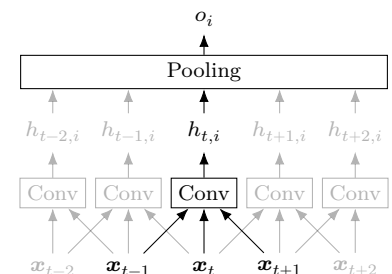 o_i
Pooling
h_{t−2,i} h_{t−1,i} h_{t,i} h_{t+1,i} h_{t+2,i}
Conv Conv Conv Conv Conv
x_{t−2} x_{t−1} x_t x_{t+1} x_{t+2}